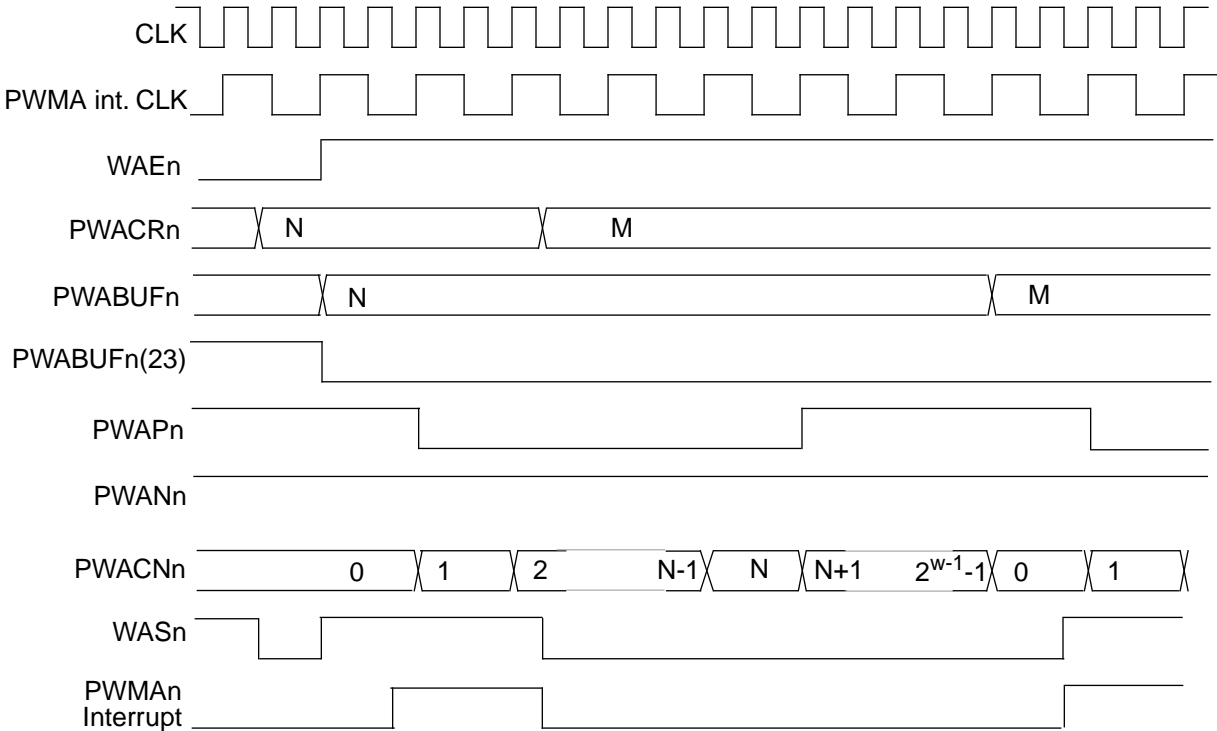 CLK
PWMA int. CLK
WAEn
PWACRn N M
PWABUFn N M
PWABUFn(23)
PWAPn
PWANn
PWACNn 0 1 2 N-1 N N+1 2^w-1-1 0 1
WASn
PWMAn
Interrupt